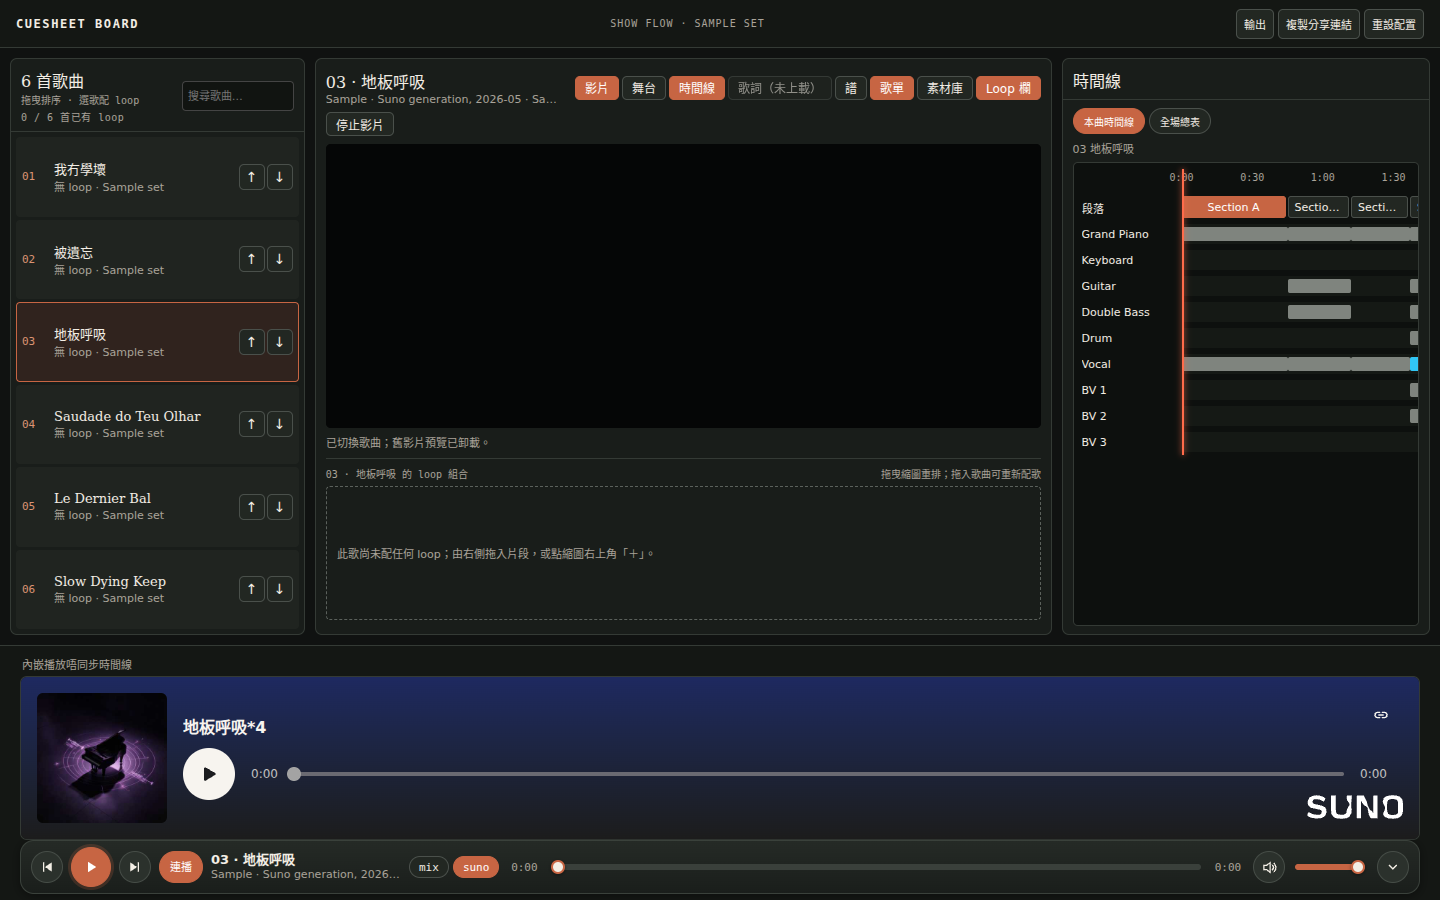 CUESHEET BOARD
SHOW FLOW · SAMPLE SET
輸出
複製分享連結
重設配置
6 首歌曲
拖曳排序 · 選歌配 loop
0 / 6 首已有 loop
搜尋歌曲...
01
我冇學壞
無 loop · Sample set
↑ ↓
02
被遺忘
無 loop · Sample set
↑ ↓
03
地板呼吸
無 loop · Sample set
↑ ↓
04
Saudade do Teu Olhar
無 loop · Sample set
↑ ↓
05
Le Dernier Bal
無 loop · Sample set
↑ ↓
06
Slow Dying Keep
無 loop · Sample set
↑ ↓
03 · 地板呼吸
Sample · Suno generation, 2026-05 · Sa…
影片
舞台
時間線
歌詞（未上載）
譜
歌單
素材庫
Loop 欄
停止影片
已切換歌曲；舊影片預覽已卸載。
03 · 地板呼吸 的 loop 組合
拖曳縮圖重排；拖入歌曲可重新配歌
此歌尚未配任何 loop；由右側拖入片段，或點縮圖右上角「＋」。
時間線
本曲時間線
全場總表
03 地板呼吸
0:00 0:30 1:00 1:30
段落
Section A
Sectio…
Secti…
Grand Piano
Keyboard
Guitar
Double Bass
Drum
Vocal
BV 1
BV 2
BV 3
內嵌播放唔同步時間線
地板呼吸*4
0:00
0:00
SUNO
連播
03 · 地板呼吸
Sample · Suno generation, 2026…
mix
suno
0:00
0:00